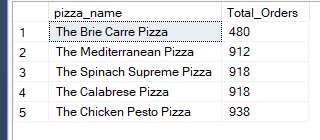 pizza_name Total_Orders
1 The Brie Carre Pizza 480
2 The Mediterranean Pizza 912
3 The Spinach Supreme Pizza 918
4 The Calabrese Pizza 918
5 The Chicken Pesto Pizza 938